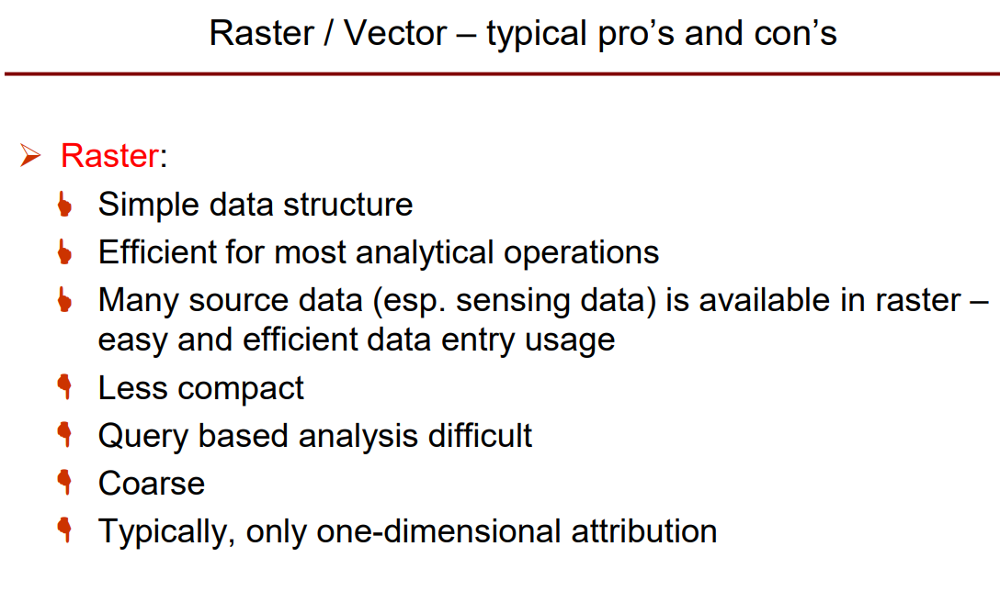 Raster / Vector – typical pro’s and con’s
Raster:
Simple data structure
Efficient for most analytical operations
Many source data (esp. sensing data) is available in raster –
easy and efficient data entry usage
Less compact
Query based analysis difficult
Coarse
Typically, only one-dimensional attribution